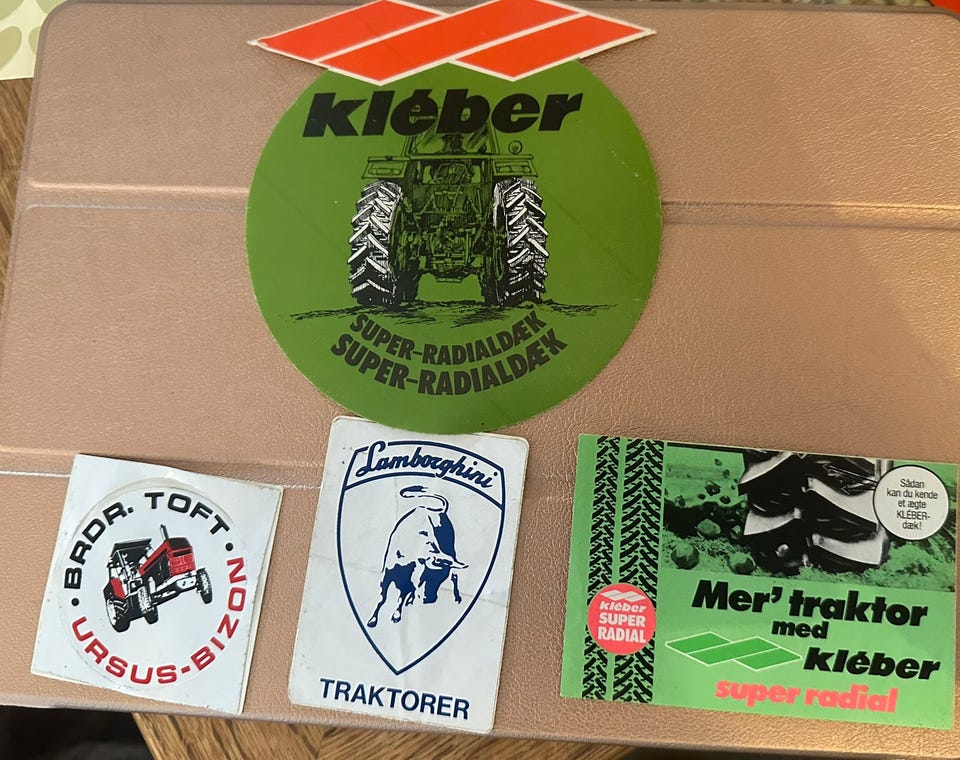 kléber
SUPER-RADIALDÆK
SUPER-RADIALDÆK
• BRDR. TOFT •
URSUS-BIZON
Lamborghini
TRAKTORER
Sådan
kan du kende
et ægte
KLÉBER-
dæk!
kléber
SUPER
RADIAL
Mer' traktor
med
kléber
super radial